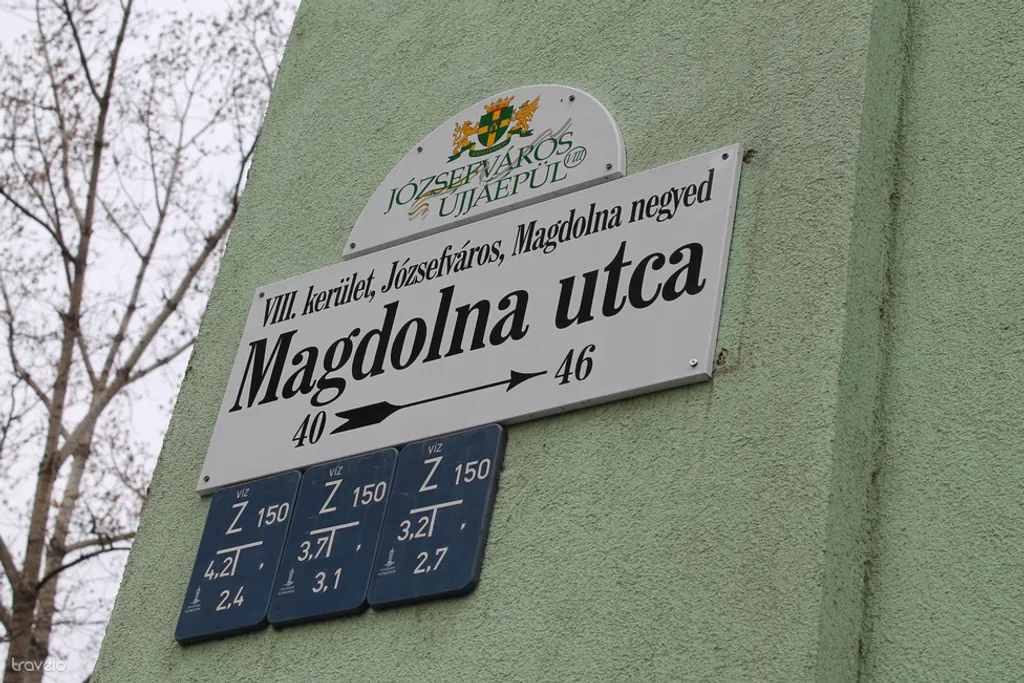 JÓZSEFVÁROS
ÚJJÁÉPÜL VIII
VIII. kerület, Józsefváros, Magdolna negyed
Magdolna utca
40 46
VÍZ
Z 150
4,2
2,4
VÍZ
Z 150
3,7 ,
3,1
VÍZ
Z 150
3,2 ,
2,7
travelo